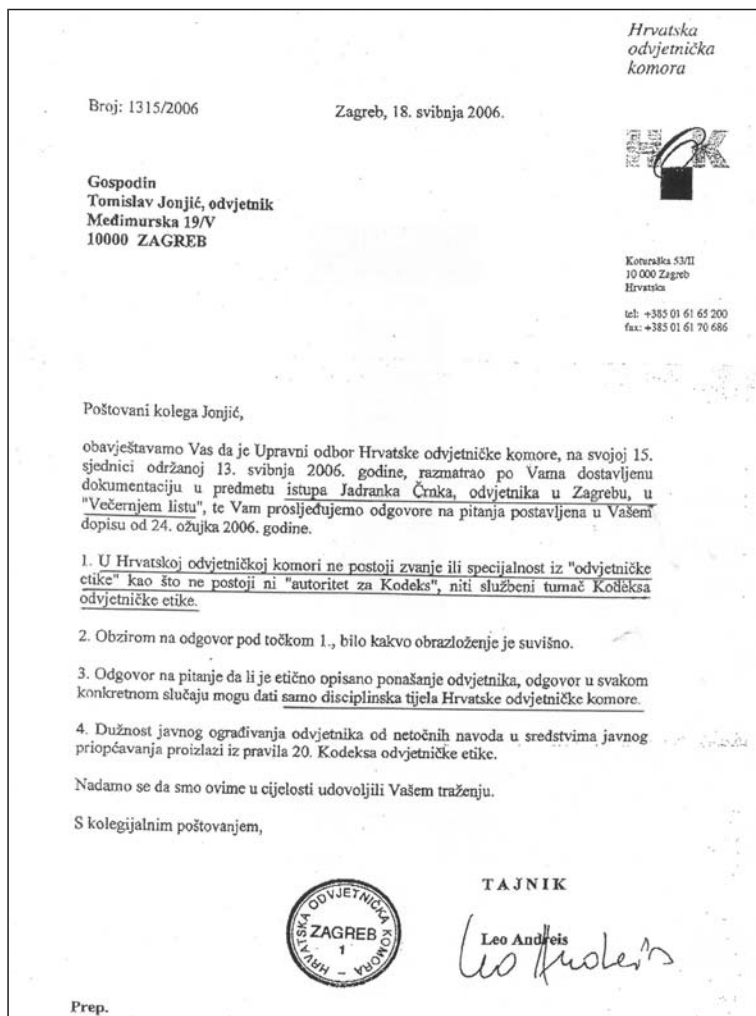 Hrvatska
odvjetnička
komora
Broj: 1315/2006
Zagreb, 18. svibnja 2006.
HOK
Gospodin
Tomislav Jonjić, odvjetnik
Međimurska 19/V
10000 ZAGREB
Koturaška 53/II
10 000 Zagreb
Hrvatska
tel: +385 01 61 65 200
fax: +385 01 61 70 686
Poštovani kolega Jonjić,
obavještavamo Vas da je Upravni odbor Hrvatske odvjetničke komore, na svojoj 15.
sjednici održanoj 13. svibnja 2006. godine, razmatrao po Vama dostavljenu
dokumentaciju u predmetu istupa Jadranka Črnka, odvjetnika u Zagrebu, u
"Večernjem listu", te Vam prosljeđujemo odgovore na pitanja postavljena u Vašem
dopisu od 24. ožujka 2006. godine.
1. U Hrvatskoj odvjetničkoj komori ne postoji zvanje ili specijalnost iz "odvjetničke
etike" kao što ne postoji ni "autoritet za Kodeks", niti službeni tumač Kodeksa
odvjetničke etike.
2. Obzirom na odgovor pod točkom 1., bilo kakvo obrazloženje je suvišno.
3. Odgovor na pitanje da li je etično opisano ponašanje odvjetnika, odgovor u svakom
konkretnom slučaju mogu dati samo disciplinska tijela Hrvatske odvjetničke komore.
4. Dužnost javnog ograđivanja odvjetnika od netočnih navoda u sredstvima javnog
priopćavanja proizlazi iz pravila 20. Kodeksa odvjetničke etike.
Nadamo se da smo ovime u cijelosti udovoljili Vašem traženju.
S kolegijalnim poštovanjem,
TAJNIK
HRVATSKA ODVJETNIČKA KOMORA
ZAGREB
1
Leo Andreis
Leo Andreis
Prep.